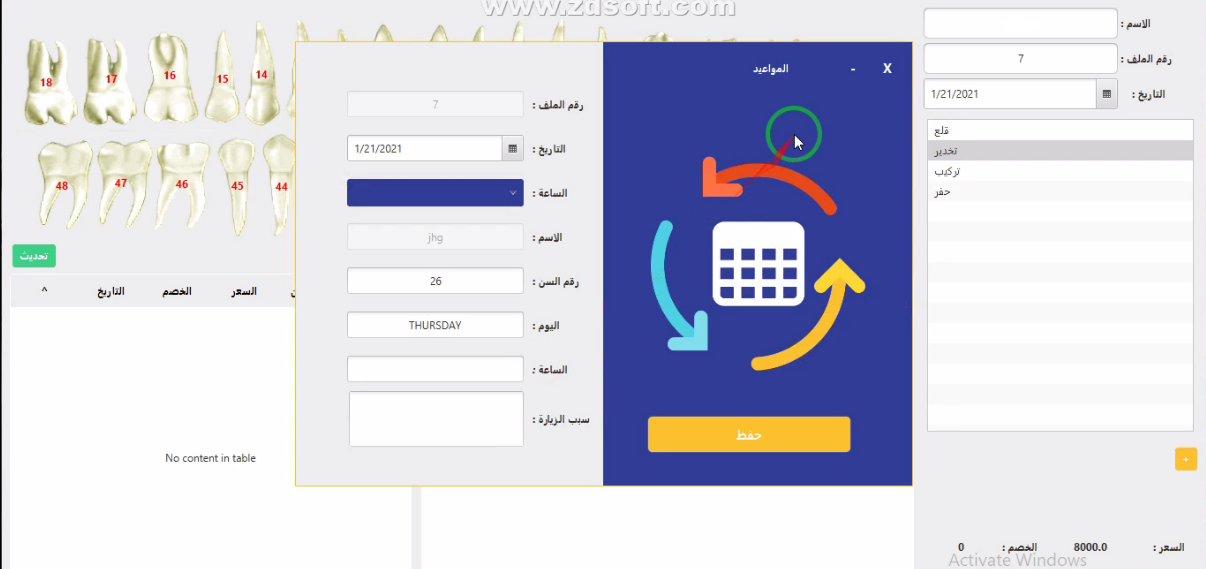 www.zdsoft.com
الاسم :
رقم الملف :
7
التاريخ :
1/21/2021
قلع
تخدير
تركيب
حفر
+
السعر :
8000.0
الخصم :
0
Activate Windows
18
17
16
15
14
48
47
46
45
44
تحديث
السعر
الخصم
التاريخ
^
No content in table
المواعيد
-
X
رقم الملف :
7
التاريخ :
1/21/2021
الساعة :
الاسم :
jhg
رقم السن :
26
اليوم :
THURSDAY
الساعة :
سبب الزيارة :
حفظ